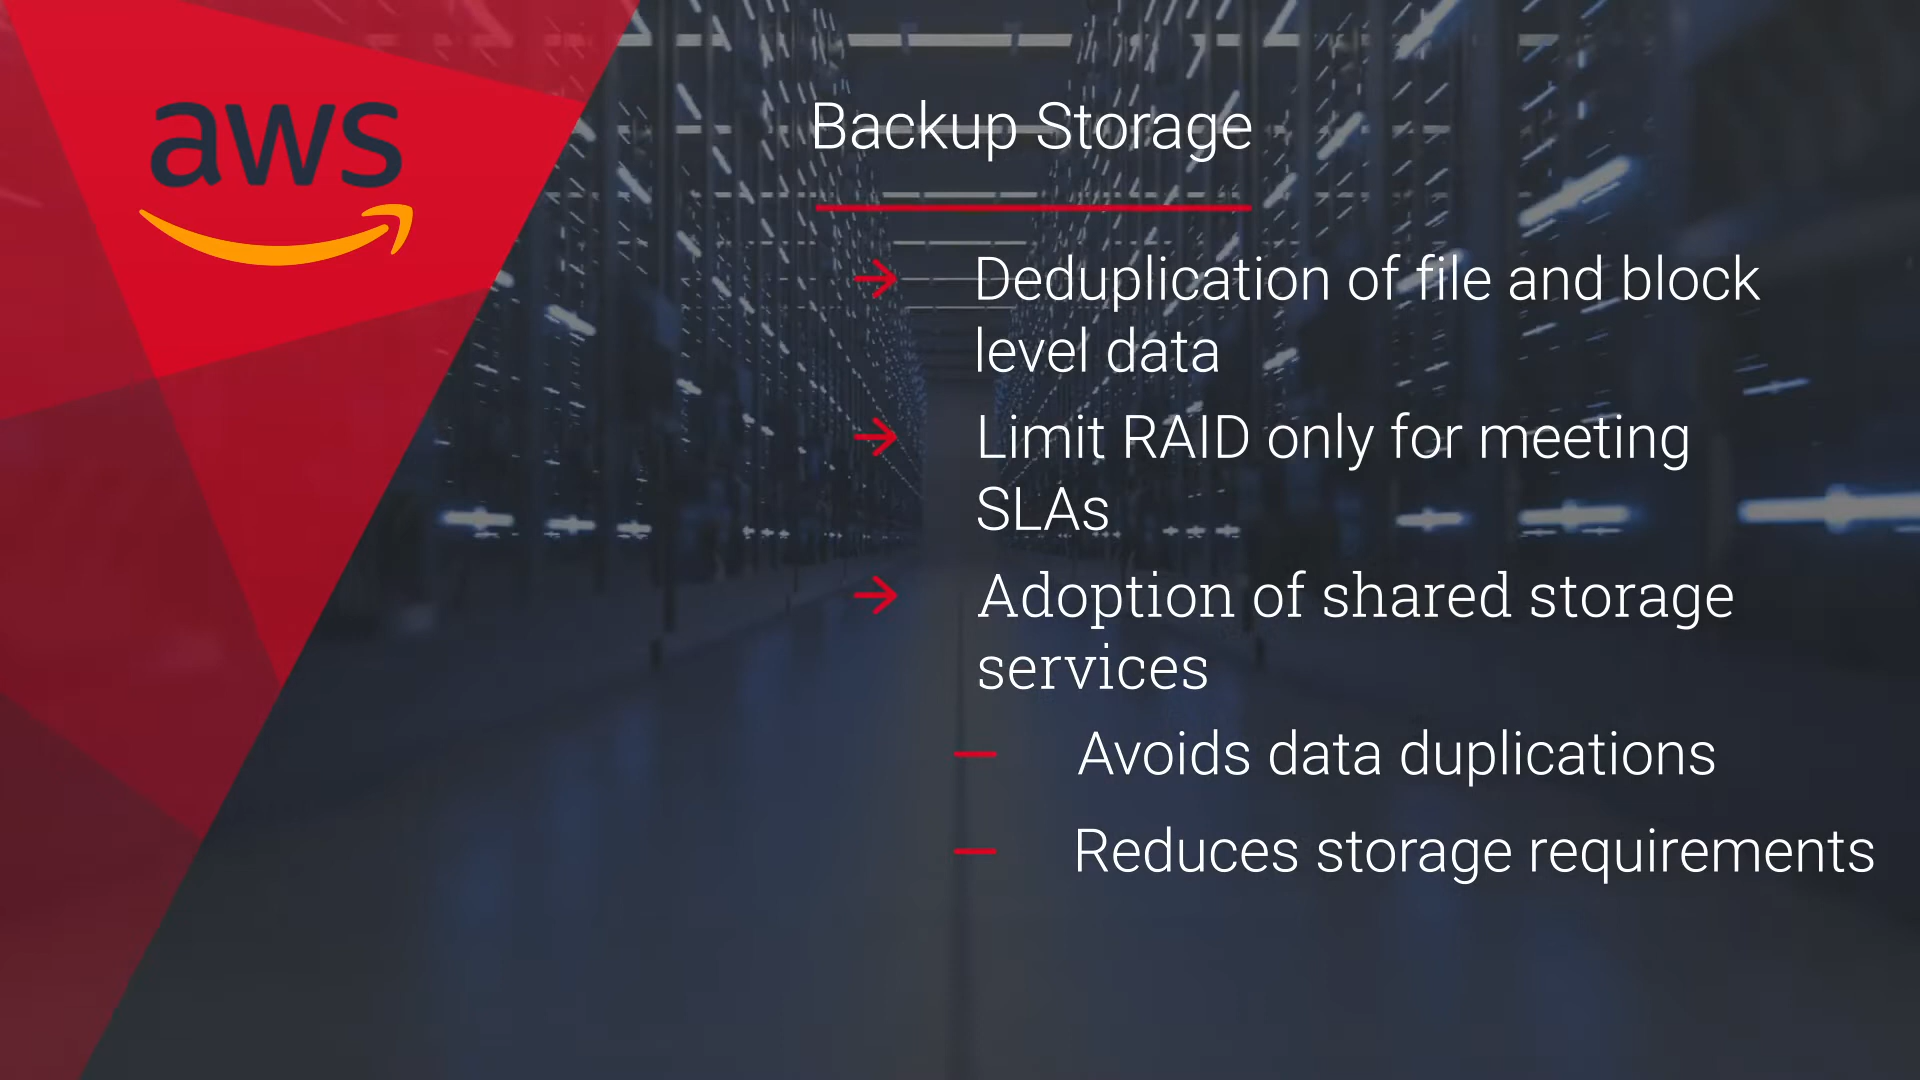 aws
Backup Storage
Deduplication of file and block
level data
Limit RAID only for meeting
SLAs
Adoption of shared storage
services
Avoids data duplications
Reduces storage requirements